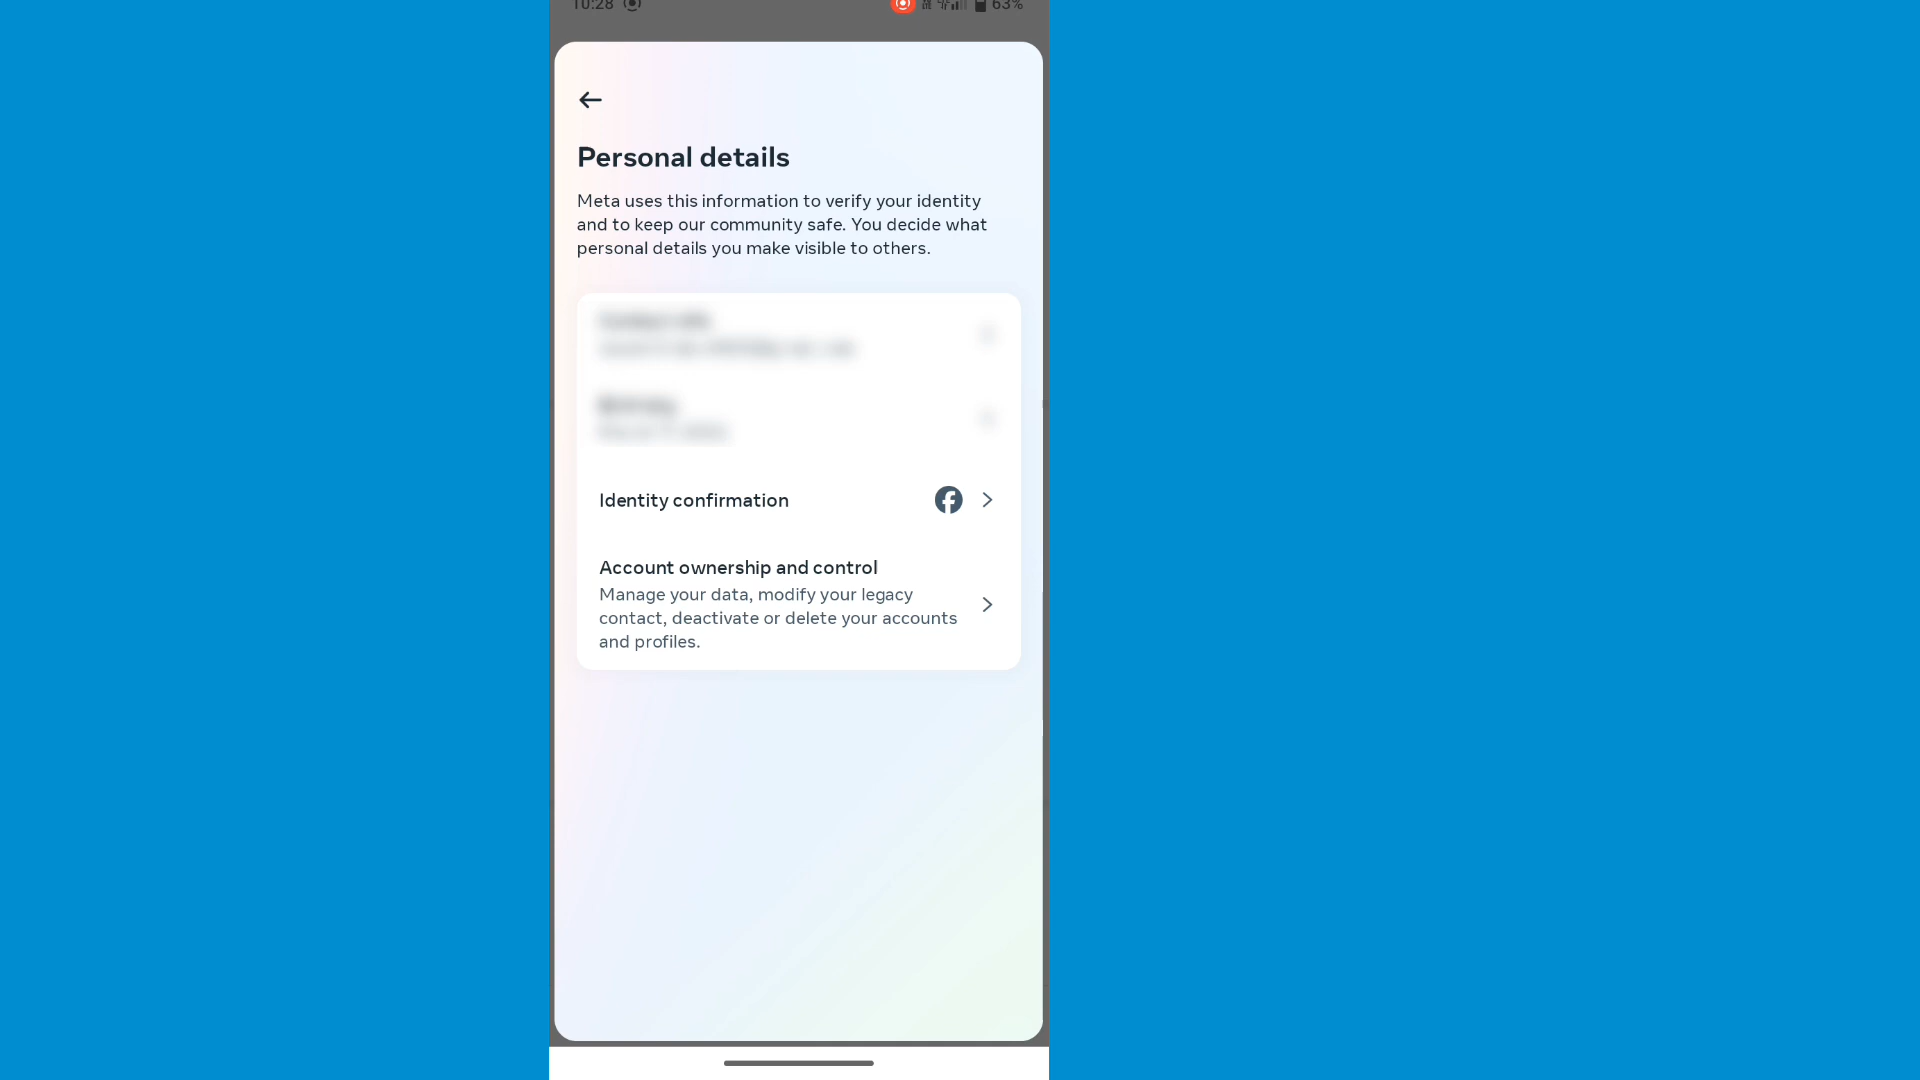 10:28
63%
Personal details
Meta uses this information to verify your identity
and to keep our community safe. You decide what
personal details you make visible to others.
Identity confirmation
Account ownership and control
Manage your data, modify your legacy
contact, deactivate or delete your accounts
and profiles.